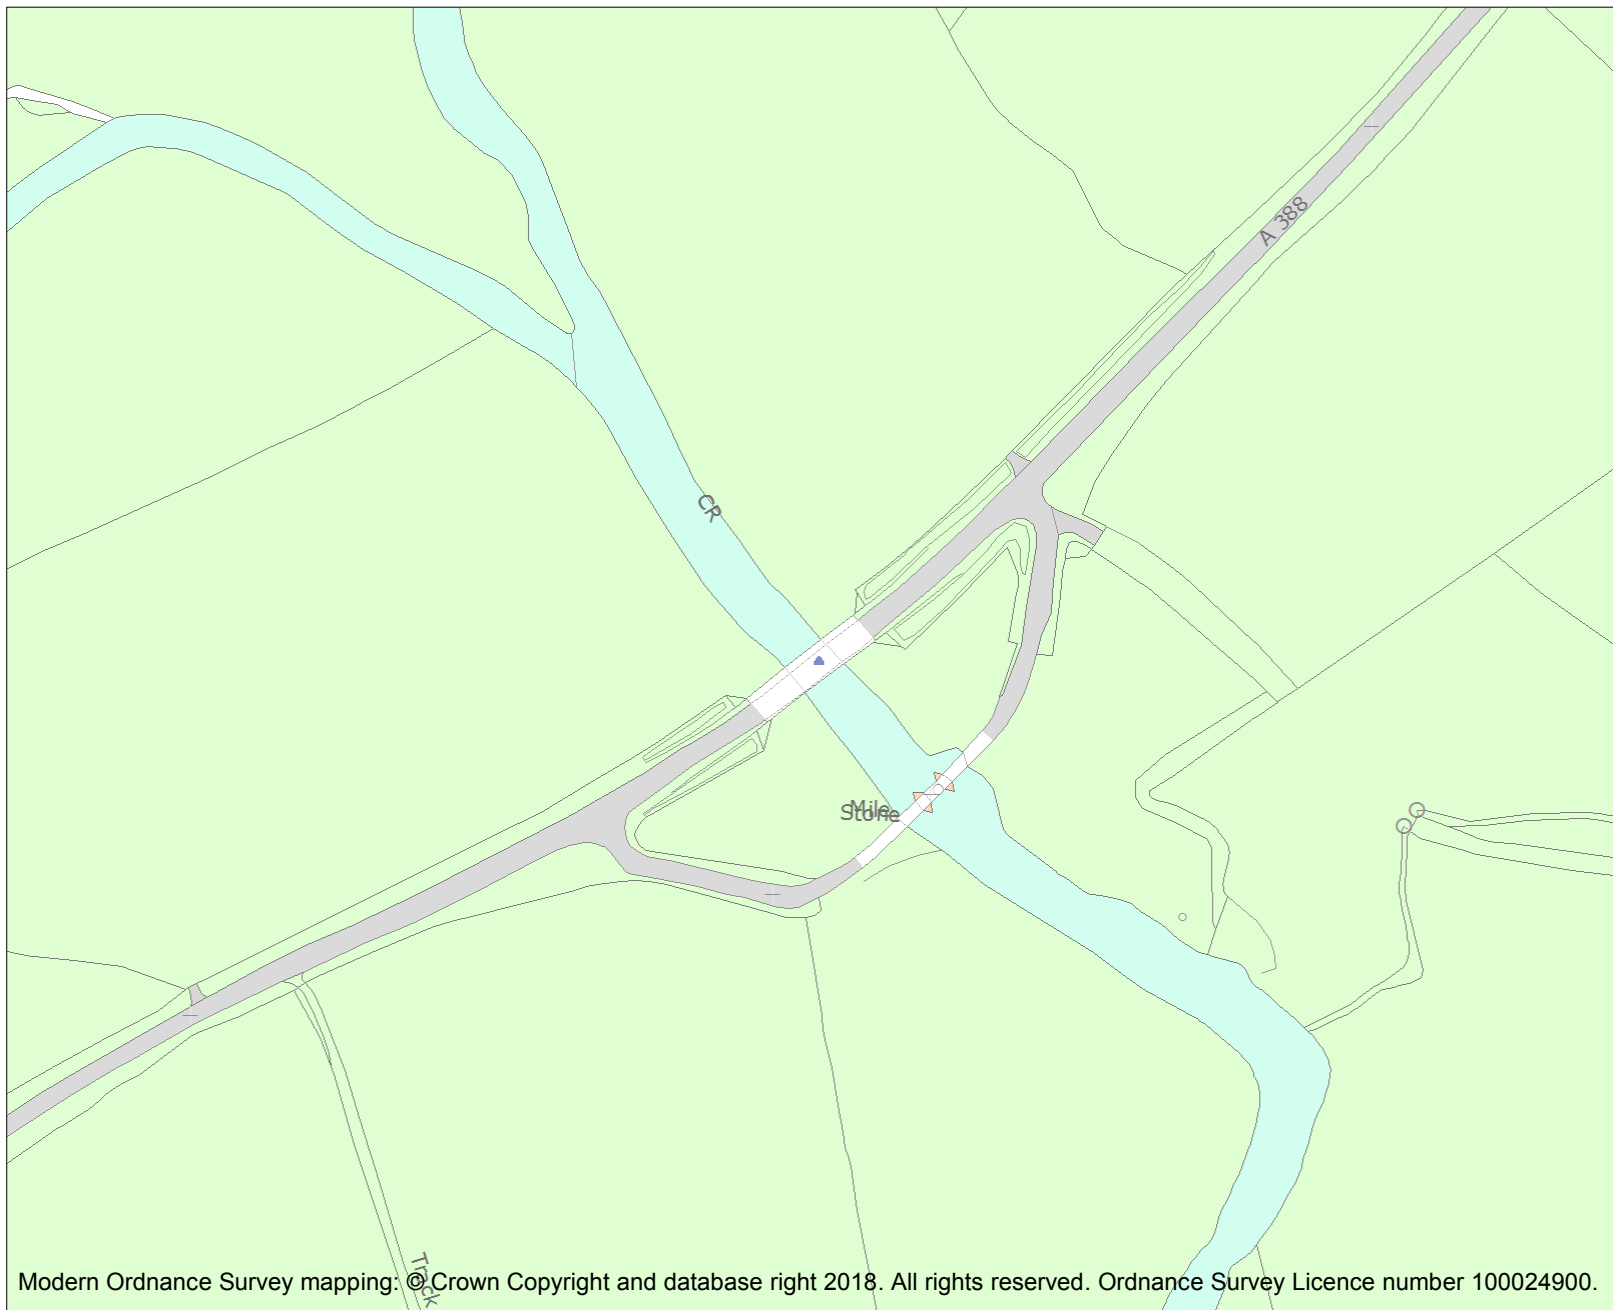 A 388
CR
Mile
Stone
Track
Modern Ordnance Survey mapping: © Crown Copyright and database right 2018. All rights reserved. Ordnance Survey Licence number 100024900.